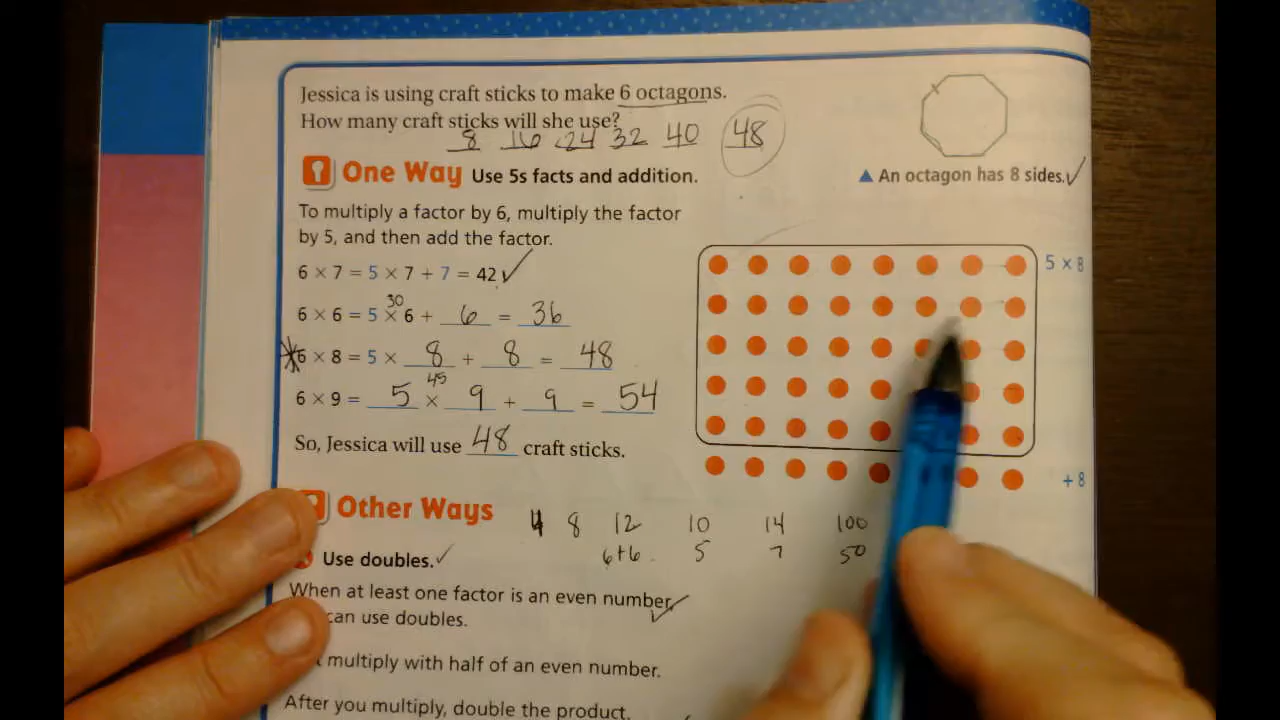 Jessica is using craft sticks to make 6 octagons.
How many craft sticks will she use?
8 16 24 32 40 48
One Way Use 5s facts and addition.
▲ An octagon has 8 sides.✓
To multiply a factor by 6, multiply the factor
by 5, and then add the factor.
6 × 7 = 5 × 7 + 7 = 42 ✓
5 × 8
30
6 × 6 = 5 × 6 + 6 = 36
*6 × 8 = 5 × 8 + 8 = 48
45
6 × 9 = 5 × 9 + 9 = 54
So, Jessica will use 48 craft sticks.
+ 8
Other Ways
4 8 12 10 14 100
6+6 5 7 50
Use doubles.✓
When at least one factor is an even number,✓
can use doubles.
multiply with half of an even number.
After you multiply, double the product.